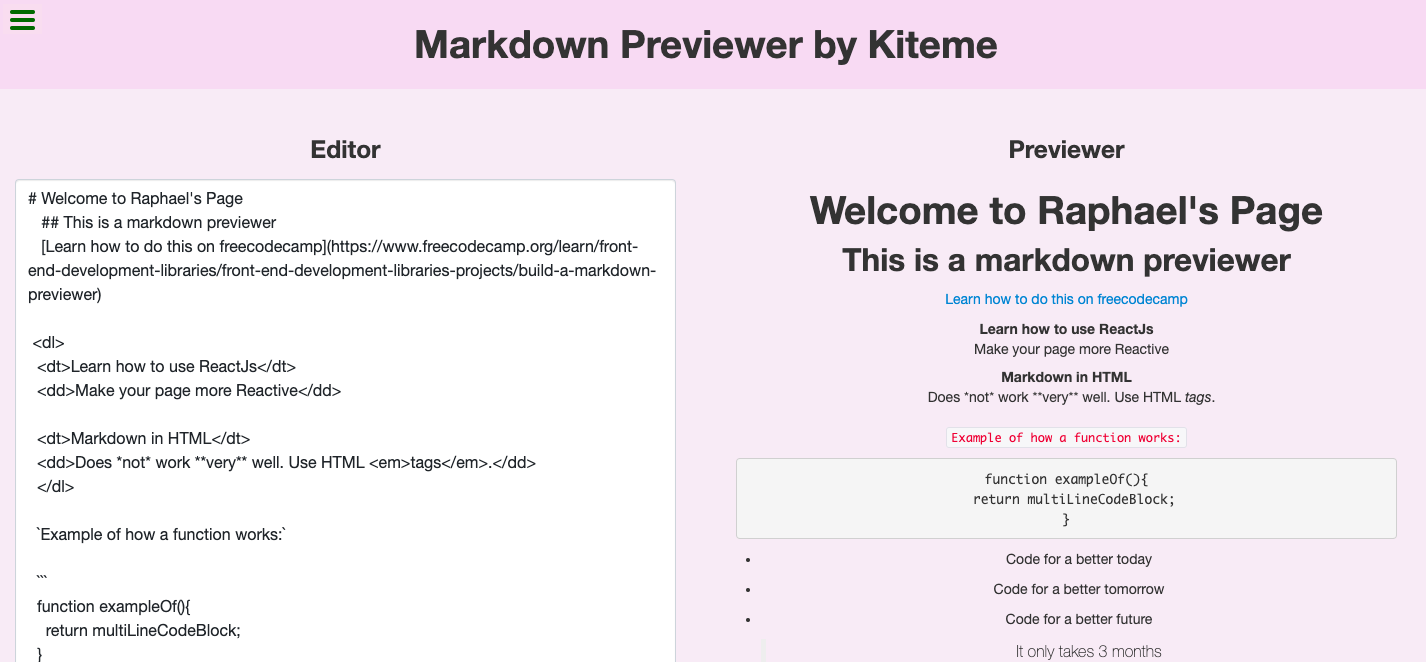 Markdown Previewer by Kiteme
Editor
# Welcome to Raphael's Page
## This is a markdown previewer
[Learn how to do this on freecodecamp](https://www.freecodecamp.org/learn/front-
end-development-libraries/front-end-development-libraries-projects/build-a-markdown-
previewer)
<dl>
<dt>Learn how to use ReactJs</dt>
<dd>Make your page more Reactive</dd>
<dt>Markdown in HTML</dt>
<dd>Does *not* work **very** well. Use HTML <em>tags</em>.</dd>
</dl>
`Example of how a function works:`
```
function exampleOf(){
return multiLineCodeBlock;
}
Previewer
Welcome to Raphael's Page
This is a markdown previewer
Learn how to do this on freecodecamp
Learn how to use ReactJs
Make your page more Reactive
Markdown in HTML
Does *not* work **very** well. Use HTML tags.
Example of how a function works:
function exampleOf(){
return multiLineCodeBlock;
}
• Code for a better today
• Code for a better tomorrow
• Code for a better future
It only takes 3 months